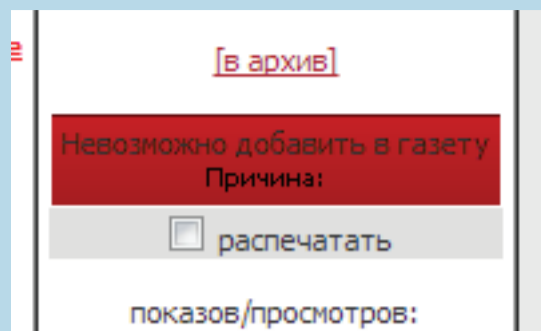 [в архив]
Невозможно добавить в газету
Причина:
распечатать
показов/просмотров: